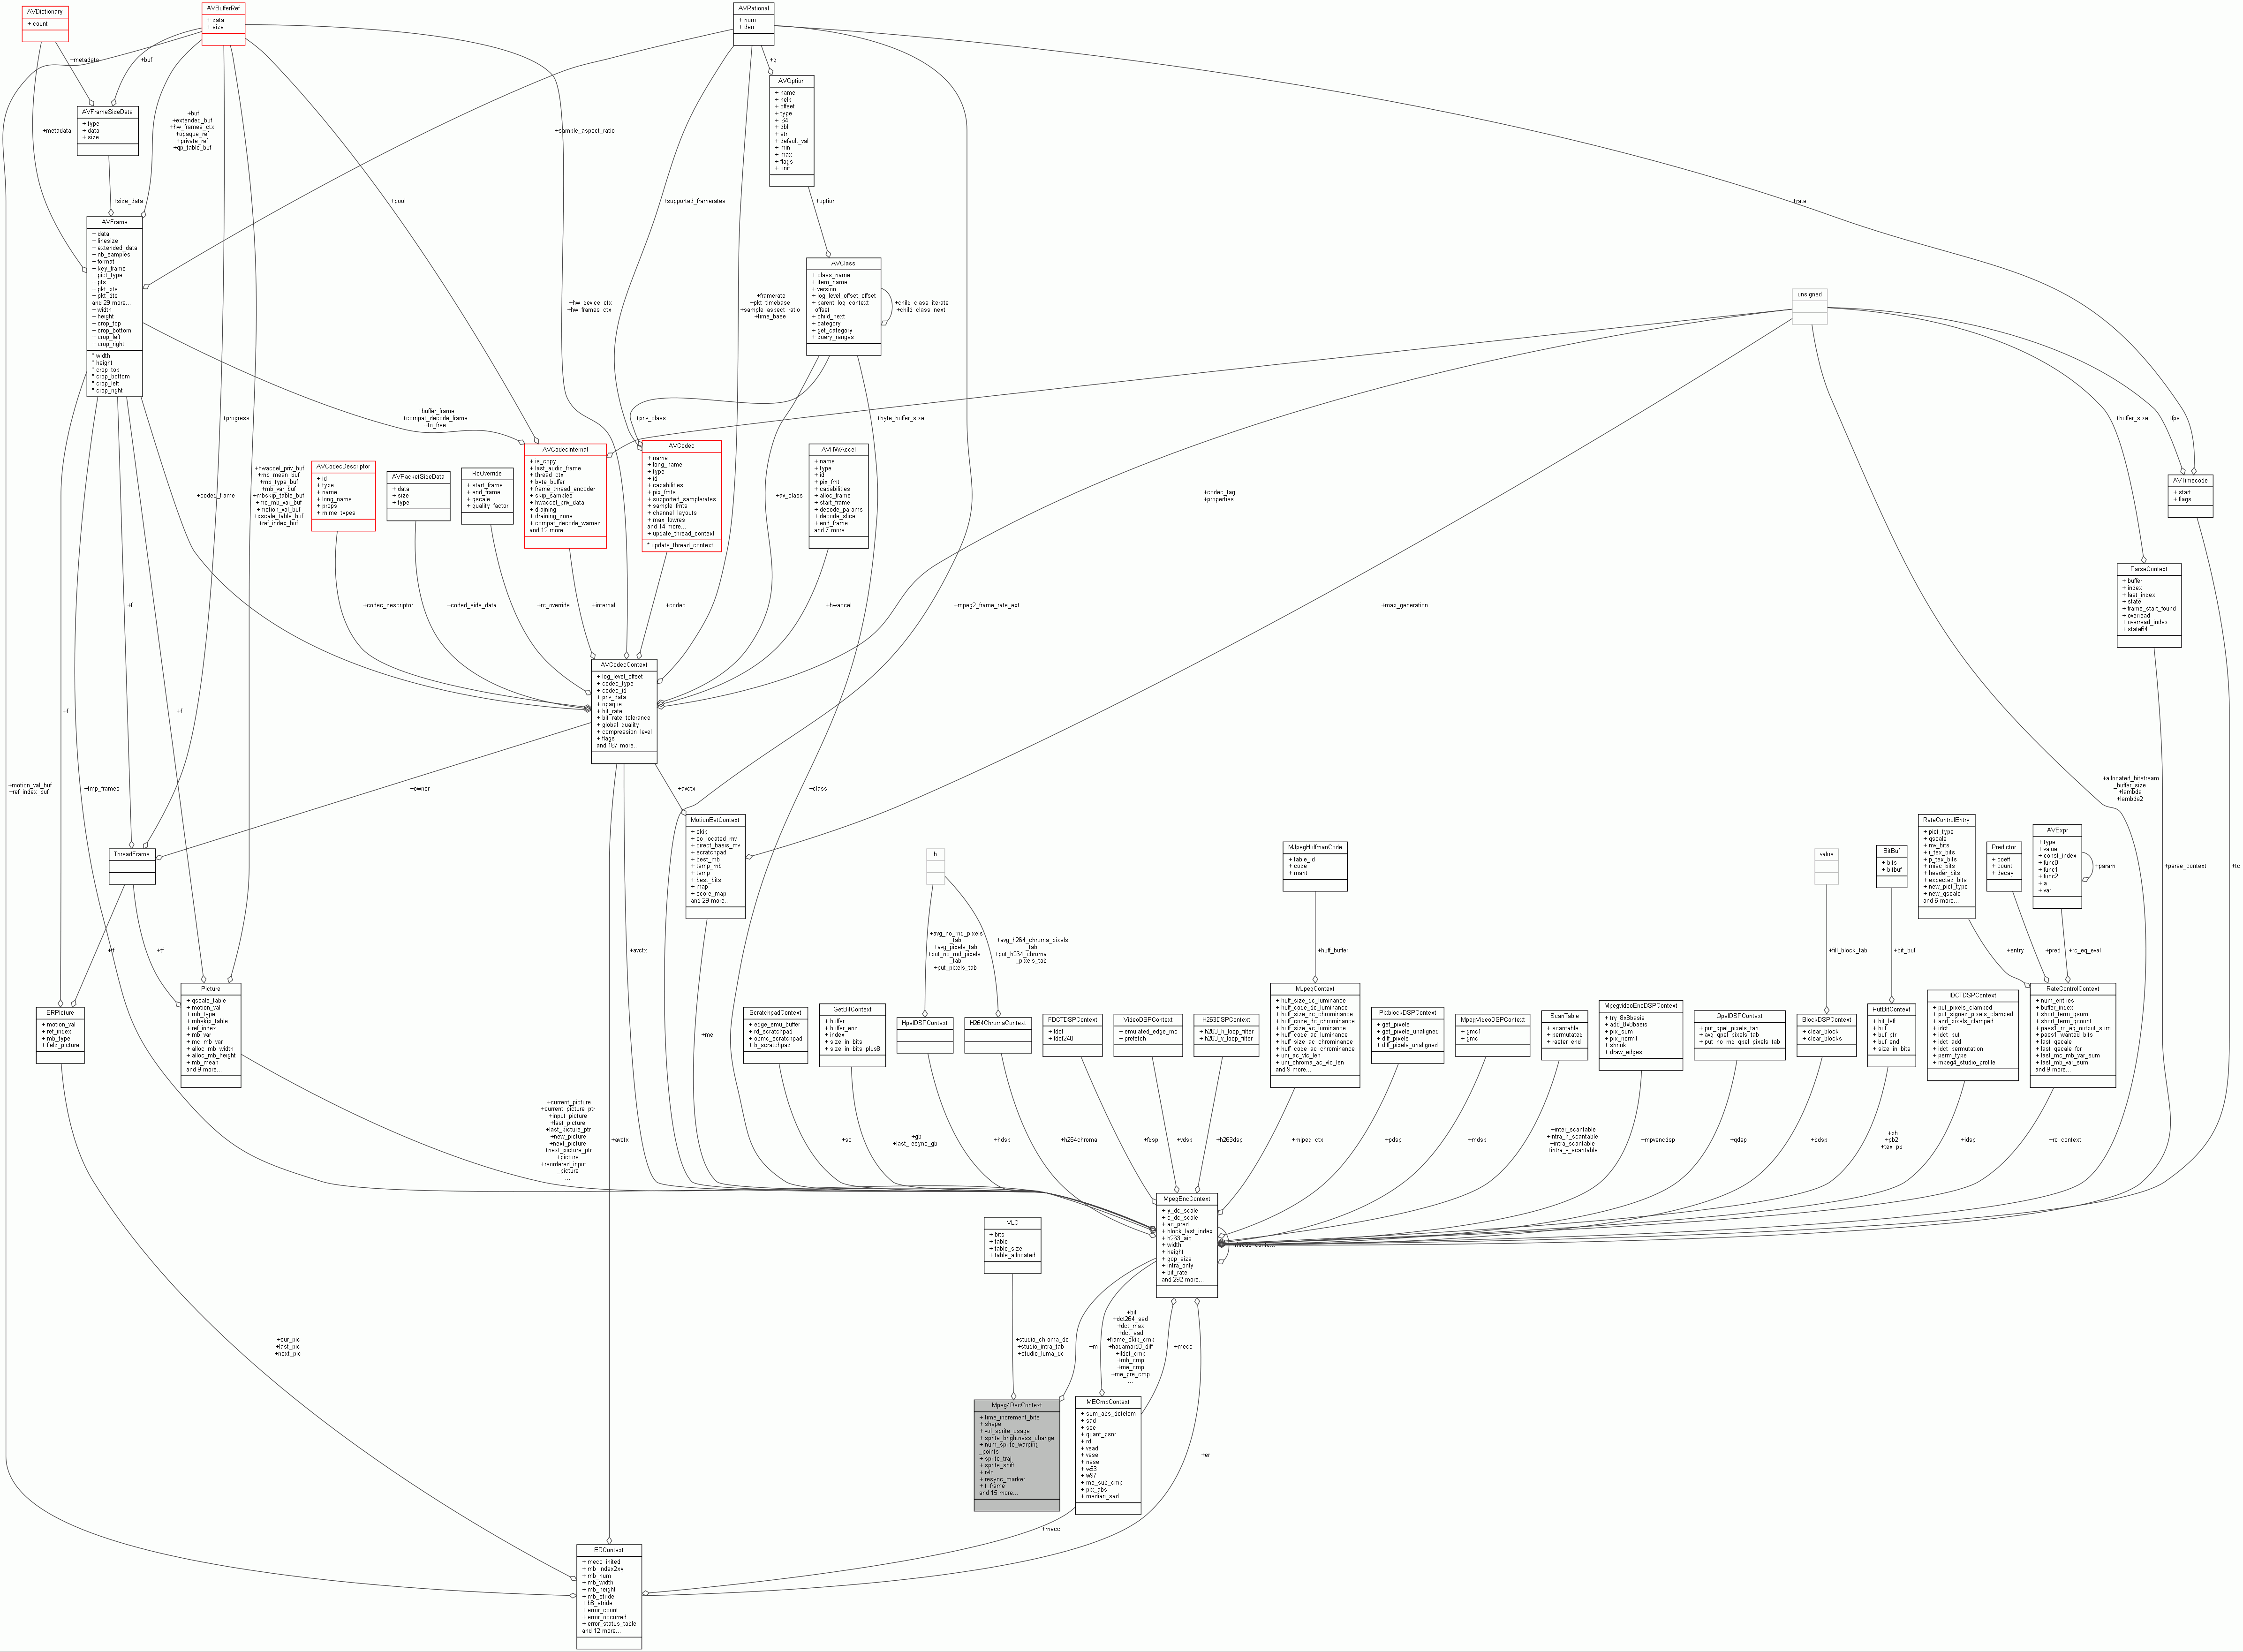 AVDictionary
+ count
AVBufferRef
+ data
+ size
AVRational
+ num
+ den
+metadata
+buf
+q
AVOption
+ name
+ help
+ offset
+ type
+ i64
+ dbl
+ str
+ default_val
+ min
+ max
+ flags
+ unit
AVFrameSideData
+ type
+ data
+ size
+metadata
+buf
+extended_buf
+hw_frames_ctx
+opaque_ref
+private_ref
+qp_table_buf
+sample_aspect_ratio
+side_data
+pool
+supported_framerates
+option
+rate
AVFrame
+ data
+ linesize
+ extended_data
+ nb_samples
+ format
+ key_frame
+ pict_type
+ pts
+ pkt_pts
+ pkt_dts
and 29 more...
+ width
+ height
+ crop_top
+ crop_bottom
+ crop_left
+ crop_right
* width
* height
* crop_top
* crop_bottom
* crop_left
* crop_right
+hw_device_ctx
+hw_frames_ctx
+framerate
+pkt_timebase
+sample_aspect_ratio
+time_base
AVClass
+ class_name
+ item_name
+ version
+ log_level_offset_offset
+ parent_log_context
_offset
+ child_next
+ category
+ get_category
+ query_ranges
+child_class_iterate
+child_class_next
unsigned
+progress
+buffer_frame
+compat_decode_frame
+to_free
+priv_class
+byte_buffer_size
+buffer_size
+fps
+hwaccel_priv_buf
+mb_mean_buf
+mb_type_buf
+mb_var_buf
+mbskip_table_buf
+mc_mb_var_buf
+motion_val_buf
+qscale_table_buf
+ref_index_buf
+coded_frame
AVCodecDescriptor
+ id
+ type
+ name
+ long_name
+ props
+ mime_types
AVPacketSideData
+ data
+ size
+ type
RcOverride
+ start_frame
+ end_frame
+ qscale
+ quality_factor
AVCodecInternal
+ is_copy
+ last_audio_frame
+ thread_ctx
+ byte_buffer
+ frame_thread_encoder
+ skip_samples
+ hwaccel_priv_data
+ draining
+ draining_done
+ compat_decode_warned
and 12 more...
AVCodec
+ name
+ long_name
+ type
+ id
+ capabilities
+ pix_fmts
+ supported_samplerates
+ sample_fmts
+ channel_layouts
+ max_lowres
and 14 more...
+ update_thread_context
* update_thread_context
+av_class
AVHWAccel
+ name
+ type
+ id
+ pix_fmt
+ capabilities
+ alloc_frame
+ start_frame
+ decode_params
+ decode_slice
+ end_frame
and 7 more...
+codec_tag
+properties
AVTimecode
+ start
+ flags
ParseContext
+ buffer
+ index
+ last_index
+ state
+ frame_start_found
+ overread
+ overread_index
+ state64
+f
+codec_descriptor
+coded_side_data
+rc_override
+internal
+codec
+hwaccel
+mpeg2_frame_rate_ext
+map_generation
AVCodecContext
+ log_level_offset
+ codec_type
+ codec_id
+ priv_data
+ opaque
+ bit_rate
+ bit_rate_tolerance
+ global_quality
+ compression_level
+ flags
and 167 more...
+f
+f
+motion_val_buf
+ref_index_buf
+tmp_frames
+owner
+avctx
+class
+allocated_bitstream
_buffer_size
+lambda
+lambda2
MotionEstContext
+ skip
+ co_located_mv
+ direct_basis_mv
+ scratchpad
+ best_mb
+ temp_mb
+ temp
+ best_bits
+ map
+ score_map
and 29 more...
ThreadFrame
h
MJpegHuffmanCode
+ table_id
+ code
+ mant
value
BitBuf
+ bits
+ bitbuf
RateControlEntry
+ pict_type
+ qscale
+ mv_bits
+ i_tex_bits
+ p_tex_bits
+ misc_bits
+ header_bits
+ expected_bits
+ new_pict_type
+ new_qscale
and 6 more...
Predictor
+ coeff
+ count
+ decay
AVExpr
+ type
+ value
+ const_index
+ func0
+ func1
+ func2
+ a
+ var
+param
+parse_context
+tc
+tf
+tf
+avctx
+me
+avg_no_rnd_pixels
_tab
+avg_pixels_tab
+put_no_rnd_pixels
_tab
+put_pixels_tab
+avg_h264_chroma_pixels
_tab
+put_h264_chroma
_pixels_tab
+huff_buffer
+fill_block_tab
+bit_buf
+entry
+pred
+rc_eq_eval
ERPicture
+ motion_val
+ ref_index
+ mb_type
+ field_picture
Picture
+ qscale_table
+ motion_val
+ mb_type
+ mbskip_table
+ ref_index
+ mb_var
+ mc_mb_var
+ alloc_mb_width
+ alloc_mb_height
+ mb_mean
and 9 more...
ScratchpadContext
+ edge_emu_buffer
+ rd_scratchpad
+ obmc_scratchpad
+ b_scratchpad
GetBitContext
+ buffer
+ buffer_end
+ index
+ size_in_bits
+ size_in_bits_plus8
HpelDSPContext
H264ChromaContext
FDCTDSPContext
+ fdct
+ fdct248
VideoDSPContext
+ emulated_edge_mc
+ prefetch
H263DSPContext
+ h263_h_loop_filter
+ h263_v_loop_filter
MJpegContext
+ huff_size_dc_luminance
+ huff_code_dc_luminance
+ huff_size_dc_chrominance
+ huff_code_dc_chrominance
+ huff_size_ac_luminance
+ huff_code_ac_luminance
+ huff_size_ac_chrominance
+ huff_code_ac_chrominance
+ uni_ac_vlc_len
+ uni_chroma_ac_vlc_len
and 9 more...
PixblockDSPContext
+ get_pixels
+ get_pixels_unaligned
+ diff_pixels
+ diff_pixels_unaligned
MpegVideoDSPContext
+ gmc1
+ gmc
ScanTable
+ scantable
+ permutated
+ raster_end
MpegvideoEncDSPContext
+ try_8x8basis
+ add_8x8basis
+ pix_sum
+ pix_norm1
+ shrink
+ draw_edges
QpelDSPContext
+ put_qpel_pixels_tab
+ avg_qpel_pixels_tab
+ put_no_rnd_qpel_pixels_tab
BlockDSPContext
+ clear_block
+ clear_blocks
PutBitContext
+ bit_left
+ buf
+ buf_ptr
+ buf_end
+ size_in_bits
IDCTDSPContext
+ put_pixels_clamped
+ put_signed_pixels_clamped
+ add_pixels_clamped
+ idct
+ idct_put
+ idct_add
+ idct_permutation
+ perm_type
+ mpeg4_studio_profile
RateControlContext
+ num_entries
+ buffer_index
+ short_term_qsum
+ short_term_qcount
+ pass1_rc_eq_output_sum
+ pass1_wanted_bits
+ last_qscale
+ last_qscale_for
+ last_mc_mb_var_sum
+ last_mb_var_sum
and 9 more...
+current_picture
+current_picture_ptr
+input_picture
+last_picture
+last_picture_ptr
+new_picture
+next_picture
+next_picture_ptr
+picture
+reordered_input
_picture
...
+avctx
+sc
+gb
+last_resync_gb
+hdsp
+h264chroma
+fdsp
+vdsp
+h263dsp
+mjpeg_ctx
+pdsp
+mdsp
+inter_scantable
+intra_h_scantable
+intra_scantable
+intra_v_scantable
+mpvencdsp
+qdsp
+bdsp
+pb
+pb2
+tex_pb
+idsp
+rc_context
MpegEncContext
+ y_dc_scale
+ c_dc_scale
+ ac_pred
+ block_last_index
+ h263_aic
+ width
+ height
+ gop_size
+ intra_only
+ bit_rate
and 292 more...
VLC
+ bits
+ table
+ table_size
+ table_allocated
+cur_pic
+last_pic
+next_pic
+studio_chroma_dc
+studio_intra_tab
+studio_luma_dc
+m
+bit
+dct264_sad
+dct_max
+dct_sad
+frame_skip_cmp
+hadamard8_diff
+ildct_cmp
+mb_cmp
+me_cmp
+me_pre_cmp
...
+mecc
+er
Mpeg4DecContext
+ time_increment_bits
+ shape
+ vol_sprite_usage
+ sprite_brightness_change
+ num_sprite_warping
_points
+ sprite_traj
+ sprite_shift
+ rvlc
+ resync_marker
+ t_frame
and 15 more...
MECmpContext
+ sum_abs_dctelem
+ sad
+ sse
+ quant_psnr
+ rd
+ vsad
+ vsse
+ nsse
+ w53
+ w97
+ me_sub_cmp
+ pix_abs
+ median_sad
+mecc
ERContext
+ mecc_inited
+ mb_index2xy
+ mb_num
+ mb_width
+ mb_height
+ mb_stride
+ b8_stride
+ error_count
+ error_occurred
+ error_status_table
and 12 more...